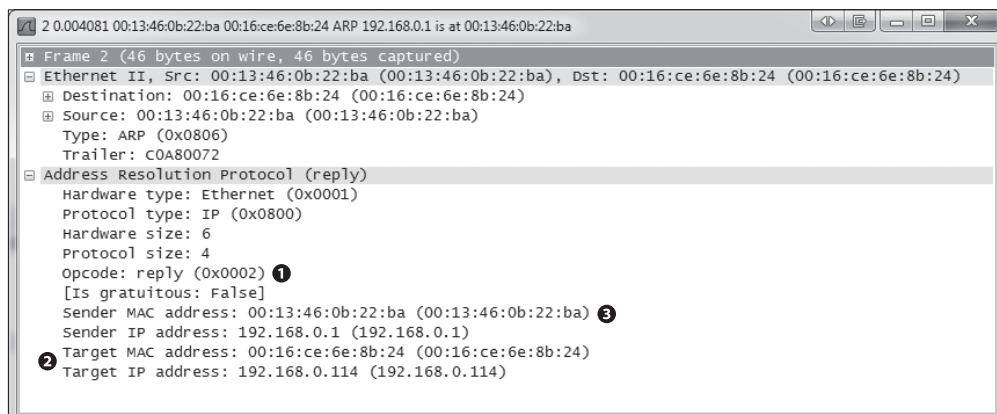 2 0.004081 00:13:46:0b:22:ba 00:16:ce:6e:8b:24 ARP 192.168.0.1 is at 00:13:46:0b:22:ba
Frame 2 (46 bytes on wire, 46 bytes captured)
Ethernet II, Src: 00:13:46:0b:22:ba (00:13:46:0b:22:ba), Dst: 00:16:ce:6e:8b:24 (00:16:ce:6e:8b:24)
Destination: 00:16:ce:6e:8b:24 (00:16:ce:6e:8b:24)
Source: 00:13:46:0b:22:ba (00:13:46:0b:22:ba)
Type: ARP (0x0806)
Trailer: C0A80072
Address Resolution Protocol (reply)
Hardware type: Ethernet (0x0001)
Protocol type: IP (0x0800)
Hardware size: 6
Protocol size: 4
Opcode: reply (0x0002) ❶
[Is gratuitous: False]
Sender MAC address: 00:13:46:0b:22:ba (00:13:46:0b:22:ba) ❸
Sender IP address: 192.168.0.1 (192.168.0.1)
❷ Target MAC address: 00:16:ce:6e:8b:24 (00:16:ce:6e:8b:24)
Target IP address: 192.168.0.114 (192.168.0.114)